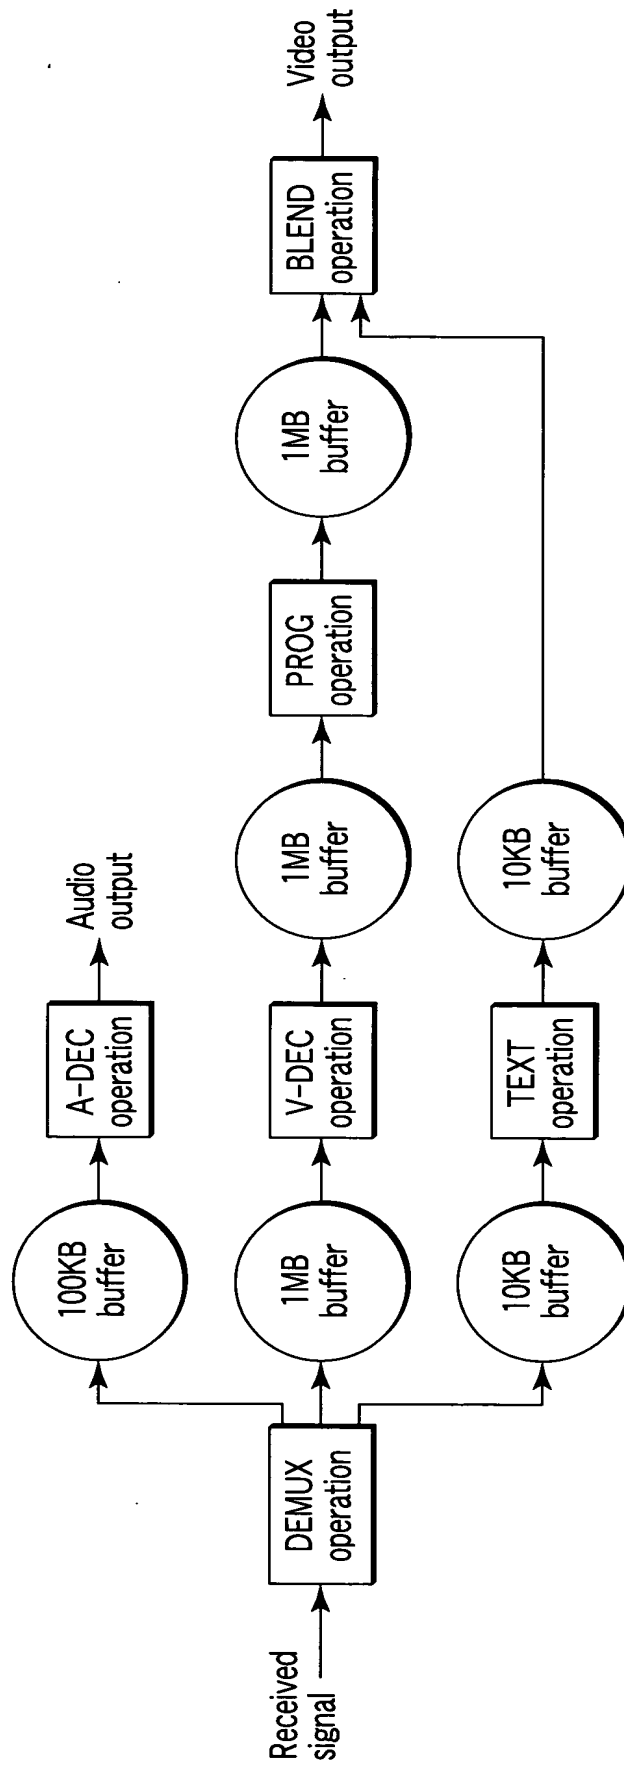 Received
signal
DEMUX
operation
100KB
buffer
A-DEC
operation
Audio
output
1MB
buffer
V-DEC
operation
1MB
buffer
PROG
operation
1MB
buffer
BLEND
operation
Video
output
10KB
buffer
TEXT
operation
10KB
buffer